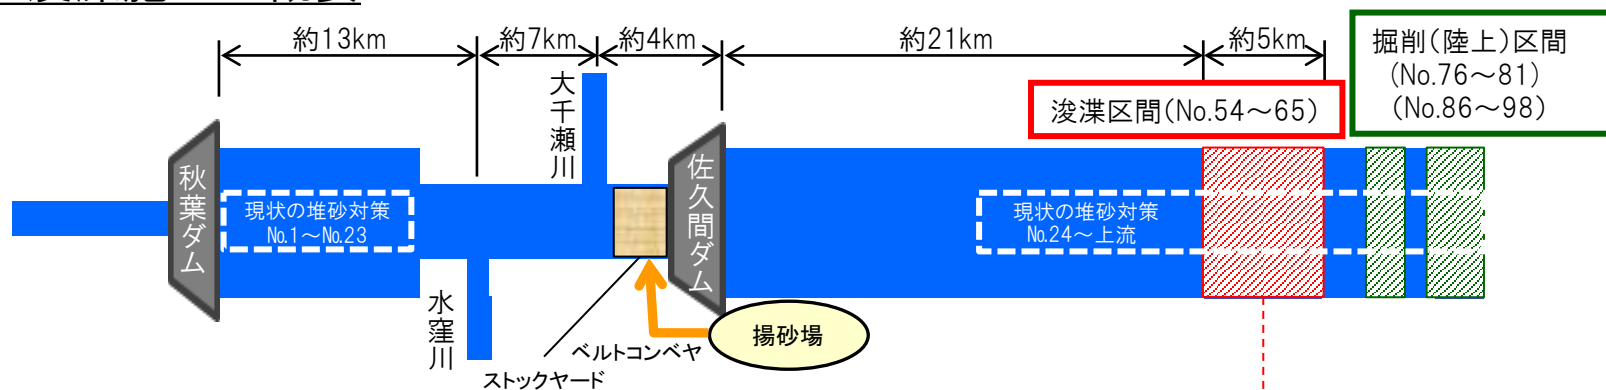 約13km
約7km
約4km
約21km
約5km
掘削(陸上)区間
(No.76～81)
(No.86～98)
浚渫区間(No.54～65)
大千瀬川
秋葉ダム
佐久間ダム
現状の堆砂対策
No.1～No.23
現状の堆砂対策
No.24～上流
水窪川
揚砂場
ベルトコンベヤ
ストックヤード